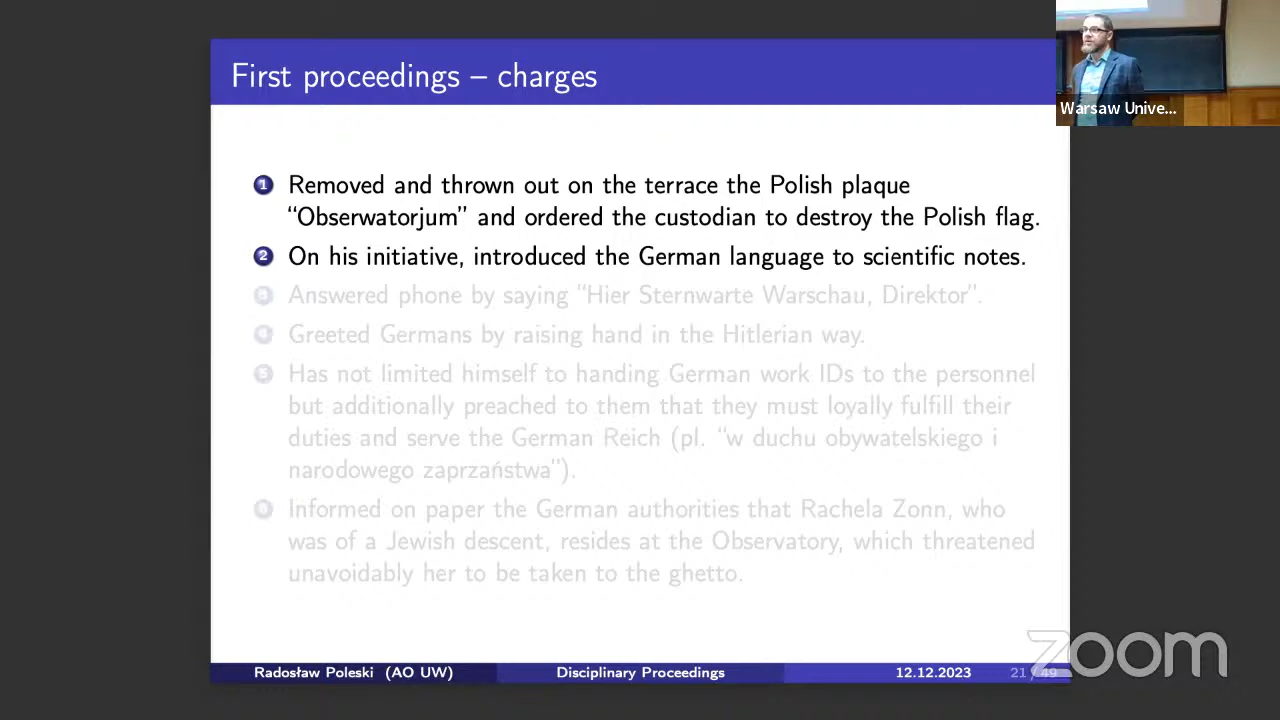 First proceedings – charges
Warsaw Unive...
1 Removed and thrown out on the terrace the Polish plaque
“Obserwatorjum” and ordered the custodian to destroy the Polish flag.
2 On his initiative, introduced the German language to scientific notes.
3 Answered phone by saying “Hier Sternwarte Warschau, Direktor”.
4 Greeted Germans by raising hand in the Hitlerian way.
5 Has not limited himself to handing German work IDs to the personnel
but additionally preached to them that they must loyally fulfill their
duties and serve the German Reich (pl. “w duchu obywatelskiego i
narodowego zaprzaństwa”).
6 Informed on paper the German authorities that Rachela Zonn, who
was of a Jewish descent, resides at the Observatory, which threatened
unavoidably her to be taken to the ghetto.
zoom
Radosław Poleski (AO UW) Disciplinary Proceedings 12.12.2023 21 / 49